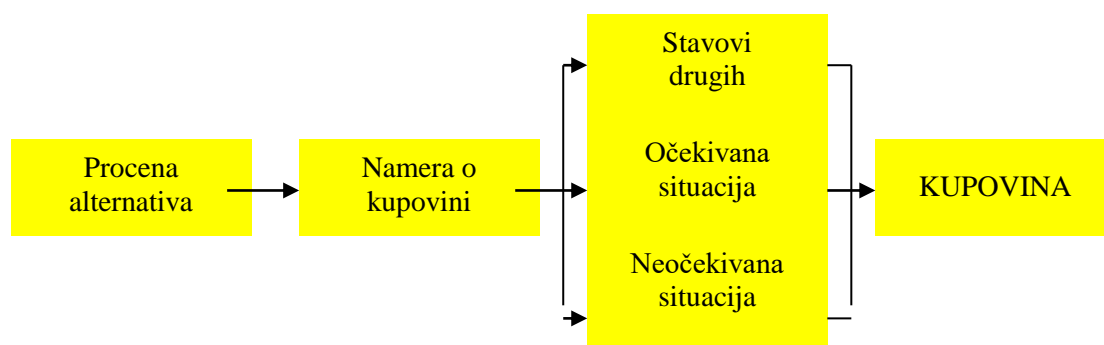 Procena
alternativa
Namera o
kupovini
Stavovi
drugih
Očekivana
situacija
Neočekivana
situacija
KUPOVINA